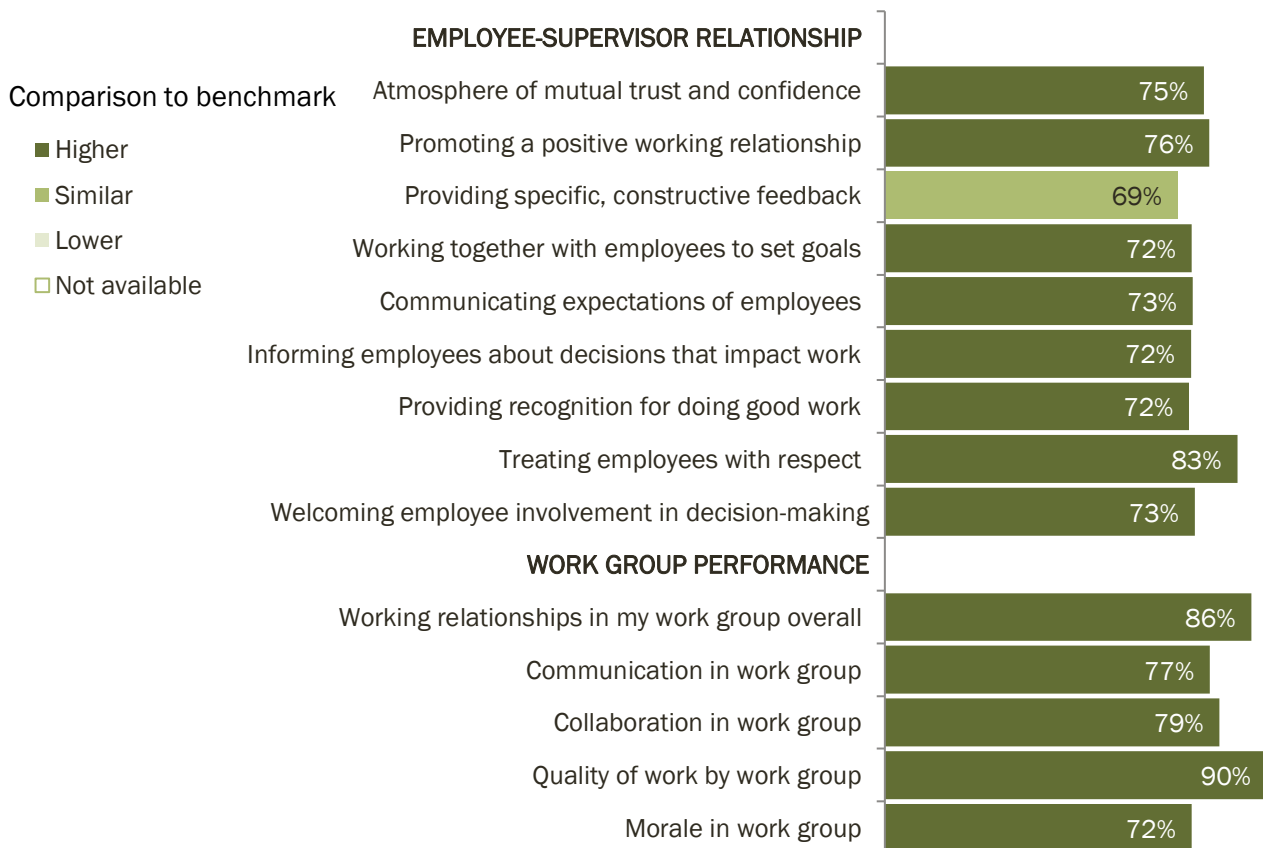 EMPLOYEE-SUPERVISOR RELATIONSHIP
Comparison to benchmark
Higher
Similar
Lower
Not available
Atmosphere of mutual trust and confidence 75%
Promoting a positive working relationship 76%
Providing specific, constructive feedback 69%
Working together with employees to set goals 72%
Communicating expectations of employees 73%
Informing employees about decisions that impact work 72%
Providing recognition for doing good work 72%
Treating employees with respect 83%
Welcoming employee involvement in decision-making 73%
WORK GROUP PERFORMANCE
Working relationships in my work group overall 86%
Communication in work group 77%
Collaboration in work group 79%
Quality of work by work group 90%
Morale in work group 72%